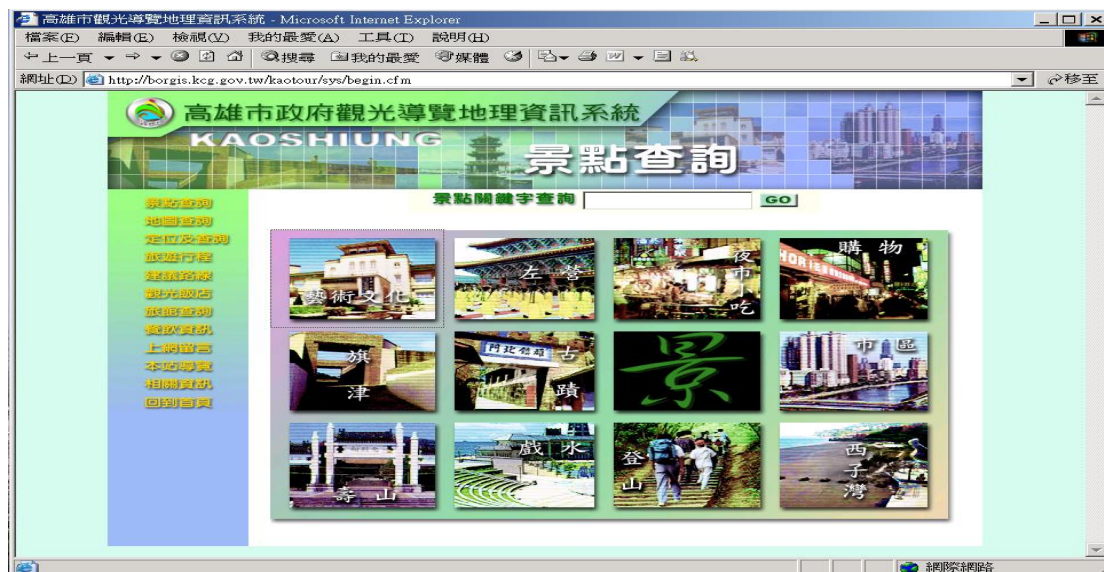 高雄市觀光導覽地理資訊系統 - Microsoft Internet Explorer
檔案(F) 編輯(E) 檢視(V) 我的最愛(A) 工具(T) 說明(H)
上一頁 搜尋 我的最愛 媒體
網址(D) http://borgis.kcg.gov.tw/kaotour/sys/begin.cfm 移至
高雄市政府觀光導覽地理資訊系統
KAOSHIUNG
景點查詢
景點關鍵字查詢 GO
景點查詢
地圖查詢
定位及查詢
旅遊行程
建議路線
觀光飯店
旅館查詢
餐飲資訊
上網留言
本站導覽
相關資訊
回到首頁
藝術文化
左營
夜市小吃
購物
旗津
古蹟
景
市區
壽山
戲水
登山
西子灣
網際網路